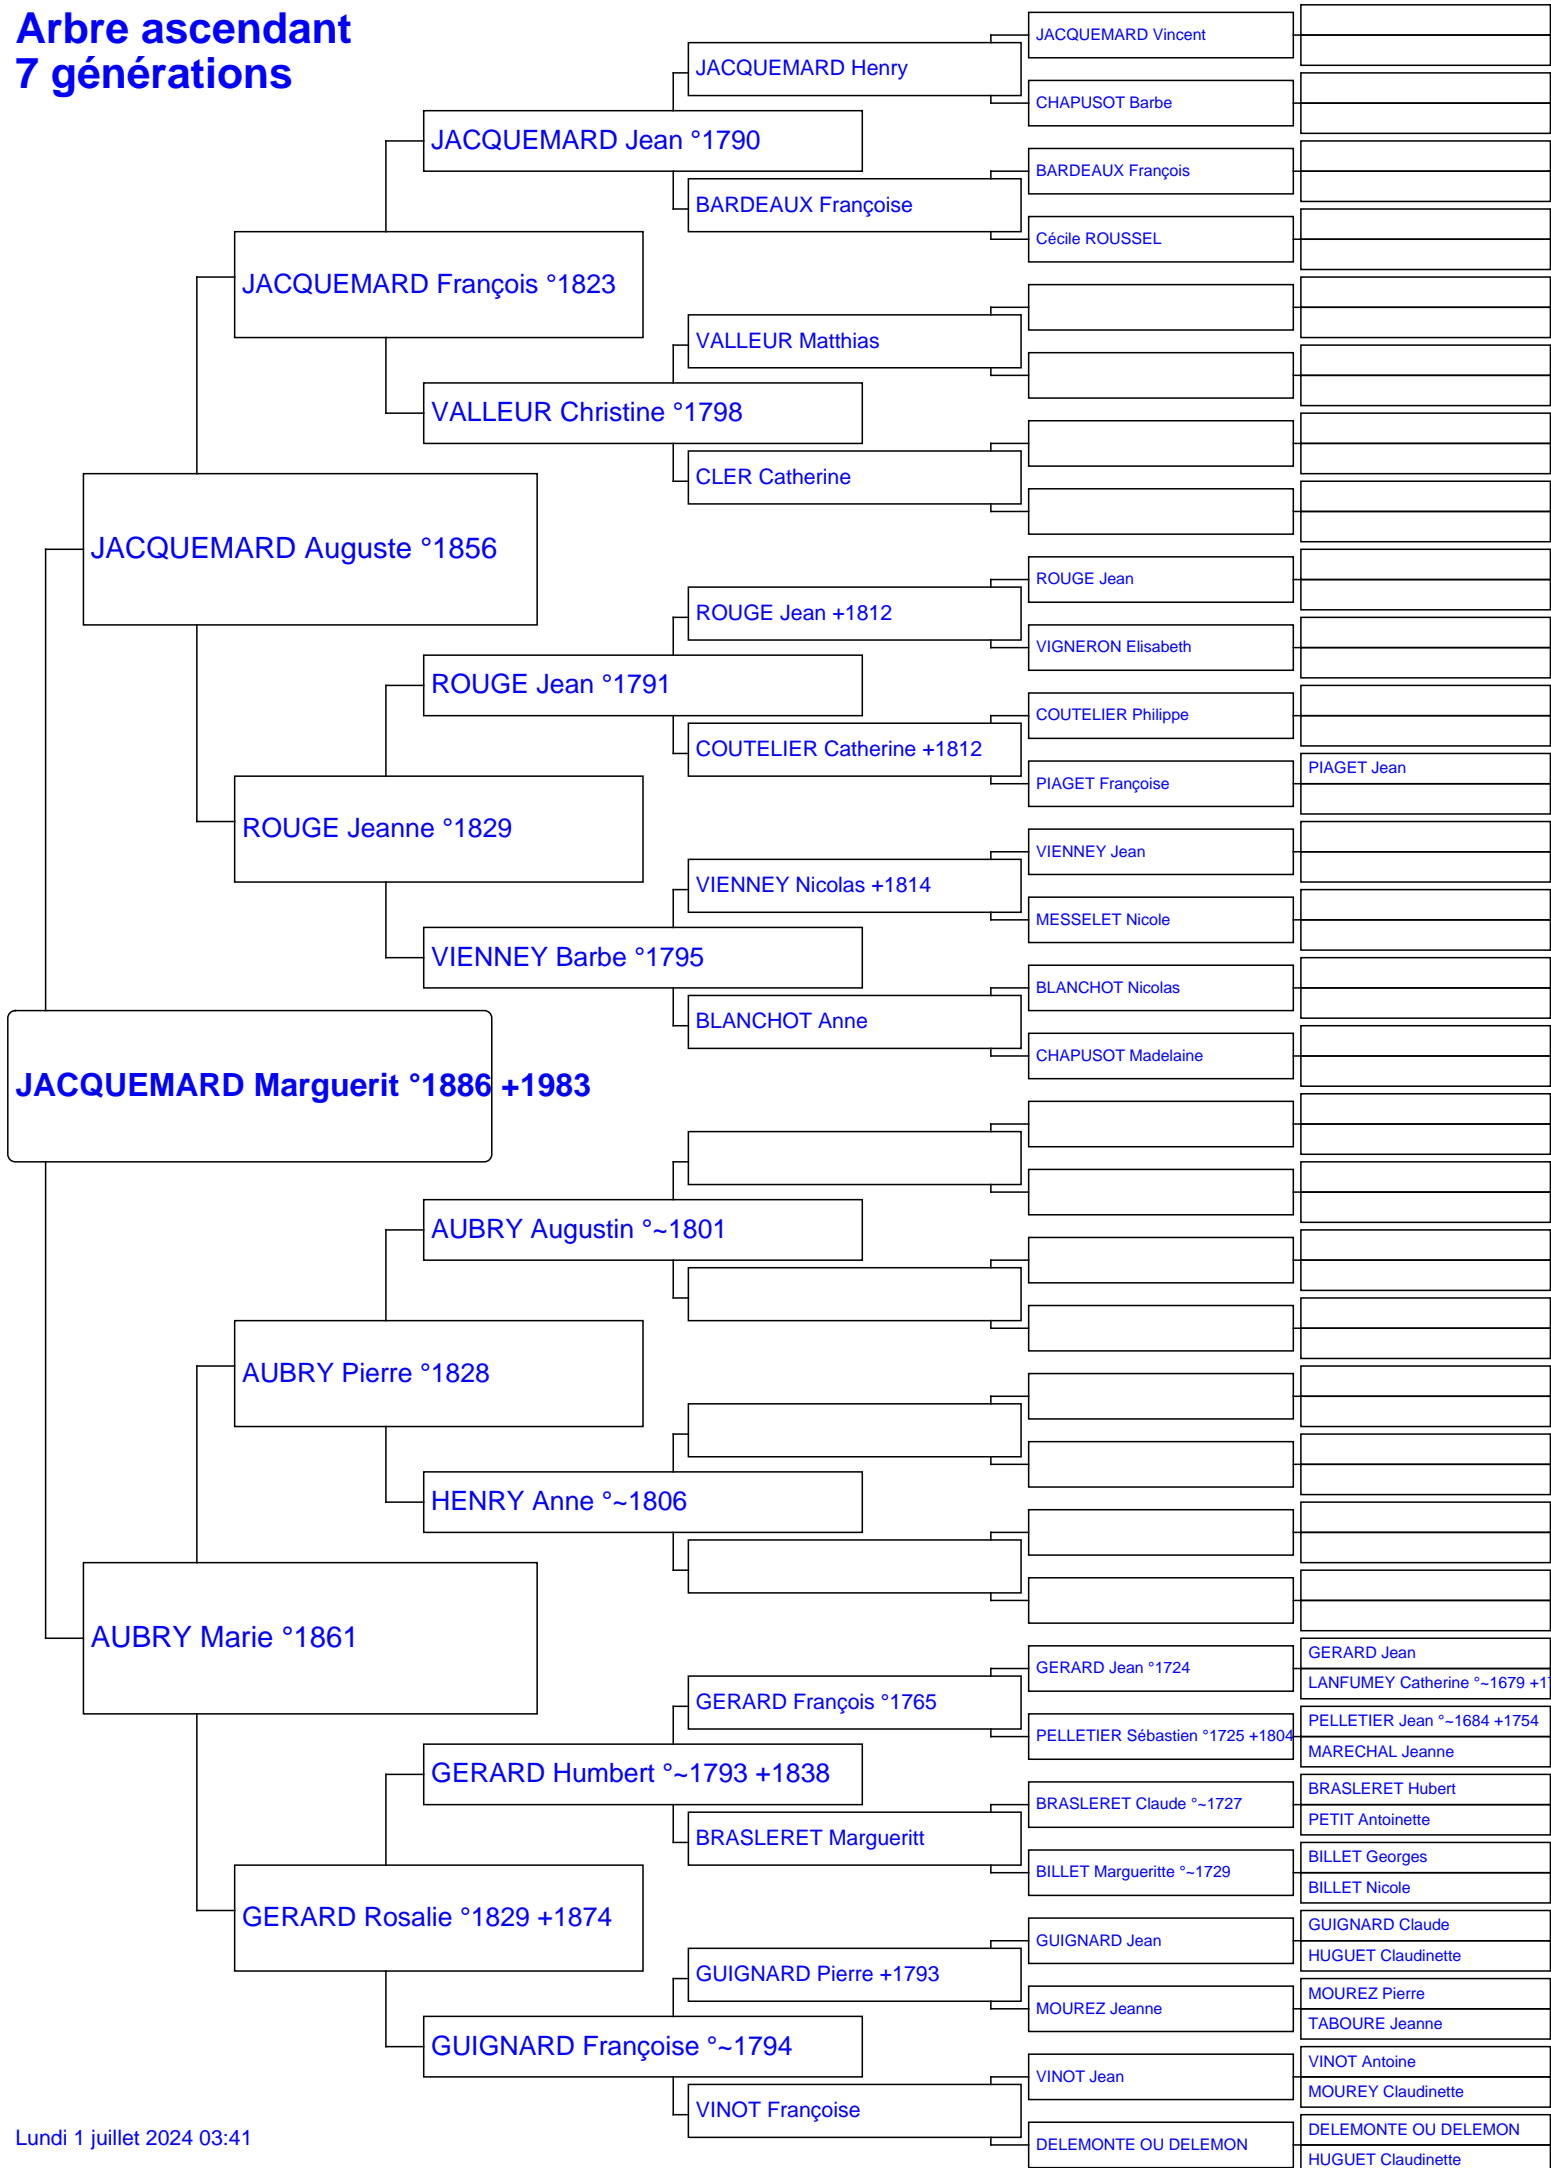 Arbre ascendant
7 générations
JACQUEMARD Vincent
JACQUEMARD Henry
CHAPUSOT Barbe
JACQUEMARD Jean °1790
BARDEAUX François
BARDEAUX Françoise
Cécile ROUSSEL
JACQUEMARD François °1823
VALLEUR Matthias
VALLEUR Christine °1798
CLER Catherine
JACQUEMARD Auguste °1856
ROUGE Jean
ROUGE Jean +1812
VIGNERON Elisabeth
ROUGE Jean °1791
COUTELIER Philippe
COUTELIER Catherine +1812
PIAGET Jean
PIAGET Françoise
ROUGE Jeanne °1829
VIENNEY Jean
VIENNEY Nicolas +1814
MESSELET Nicole
VIENNEY Barbe °1795
BLANCHOT Nicolas
BLANCHOT Anne
CHAPUSOT Madelaine
JACQUEMARD Marguerit °1886 +1983
AUBRY Augustin °~1801
AUBRY Pierre °1828
HENRY Anne °~1806
AUBRY Marie °1861
GERARD Jean
GERARD Jean °1724
LANFUMEY Catherine °~1679 +1
GERARD François °1765
PELLETIER Jean °~1684 +1754
PELLETIER Sébastien °1725 +1804
MARECHAL Jeanne
GERARD Humbert °~1793 +1838
BRASLERET Hubert
BRASLERET Claude °~1727
PETIT Antoinette
BRASLERET Margueritt
BILLET Georges
BILLET Margueritte °~1729
BILLET Nicole
GERARD Rosalie °1829 +1874
GUIGNARD Claude
GUIGNARD Jean
HUGUET Claudinette
GUIGNARD Pierre +1793
MOUREZ Pierre
MOUREZ Jeanne
TABOURE Jeanne
GUIGNARD Françoise °~1794
VINOT Antoine
VINOT Jean
MOUREY Claudinette
VINOT Françoise
DELEMONTE OU DELEMON
DELEMONTE OU DELEMON
HUGUET Claudinette
Lundi 1 juillet 2024 03:41